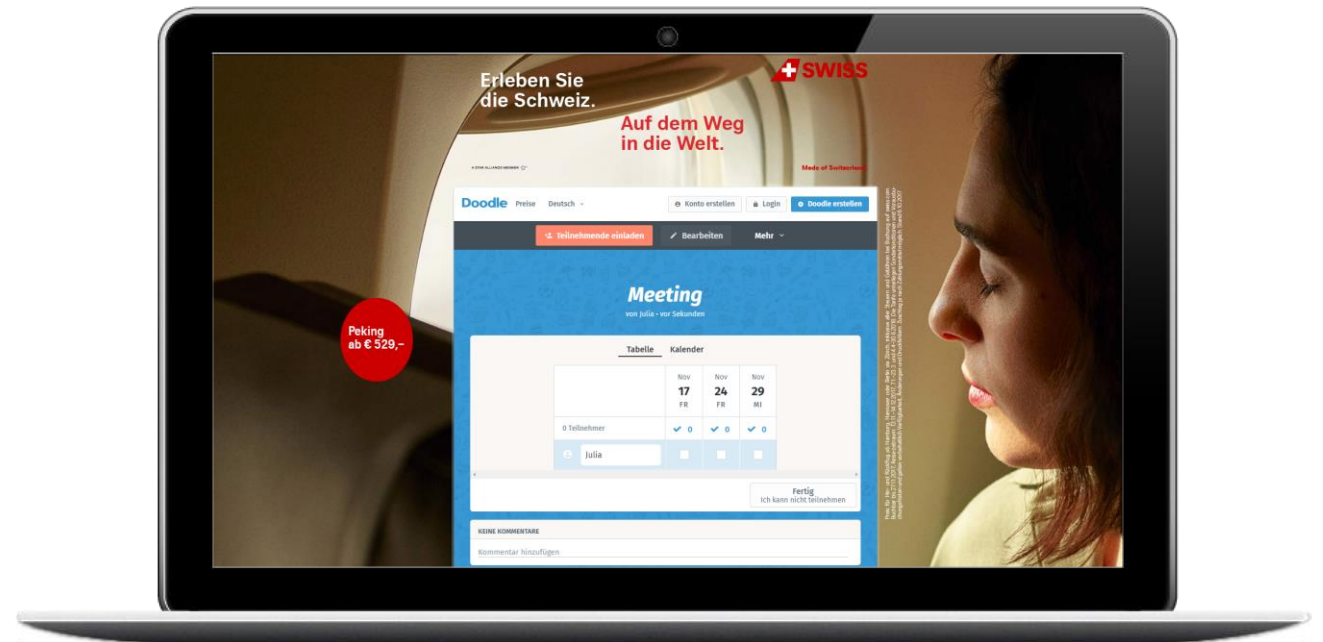 Erleben Sie
die Schweiz.
SWISS
Auf dem Weg
in die Welt.
A STAR ALLIANCE MEMBER
Made of Switzerland
Doodle Preise Deutsch Konto erstellen Login Doodle erstellen
Teilnehmende einladen Bearbeiten Mehr
Meeting
von Julia • vor Sekunden
Peking
ab € 529,–
Tabelle Kalender
Nov Nov Nov
17 24 29
FR FR MI
0 Teilnehmer 0 0 0
Julia
Fertig
Ich kann nicht teilnehmen
KEINE KOMMENTARE
Kommentar hinzufügen